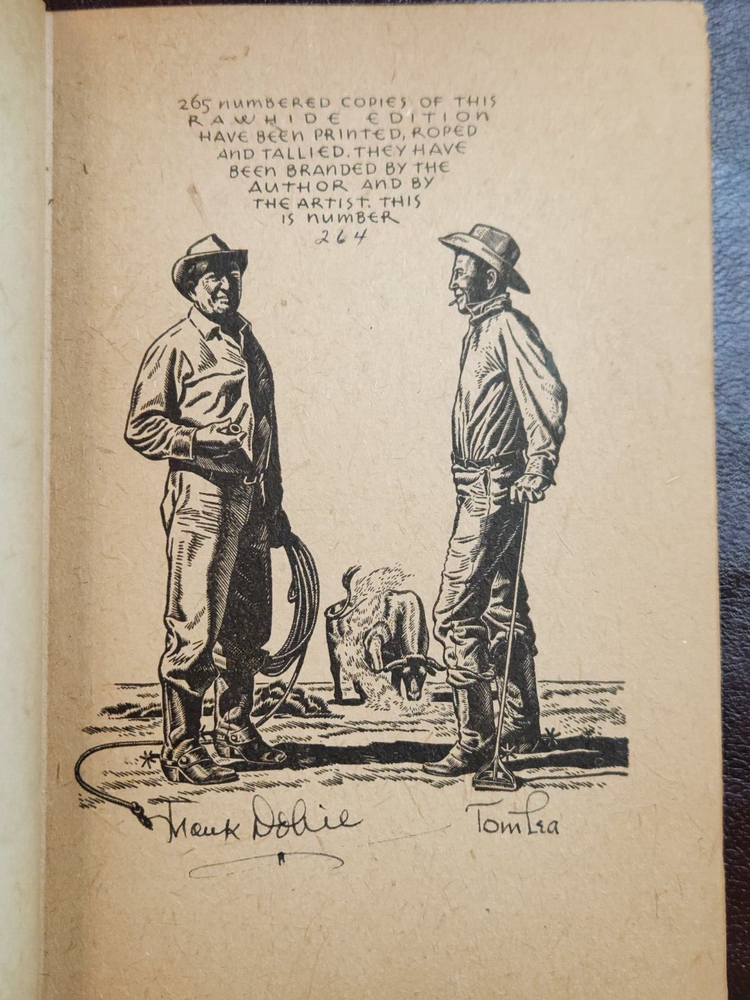 265 NUMBERED COPIES OF THIS
RAWHIDE EDITION
HAVE BEEN PRINTED, ROPED
AND TALLIED. THEY HAVE
BEEN BRANDED BY THE
AUTHOR AND BY
THE ARTIST. THIS
IS NUMBER
264
Frank Dobie
Tom Lea